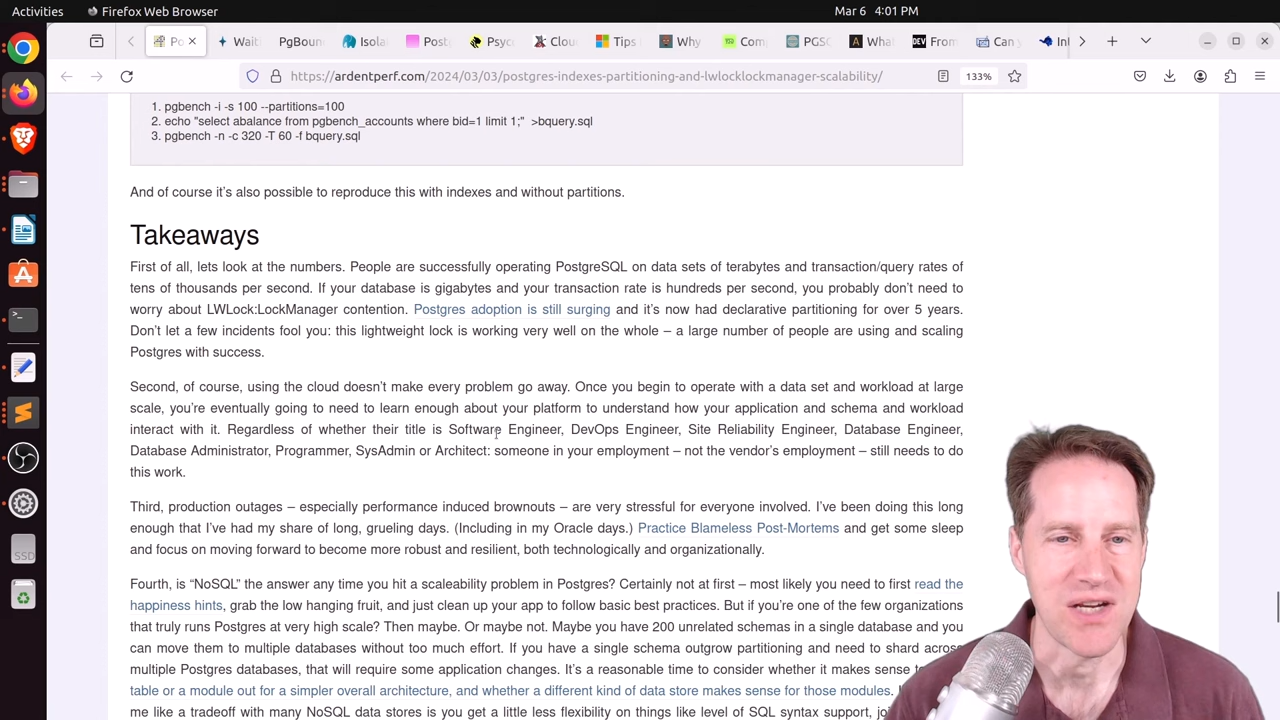 Activities
Firefox Web Browser
Mar 6 4:01 PM
Po
Wait
PgBoun
Isola
Post
Psyc
Clou
Tips
Why
Com
PGSC
What
DEV
From
Can y
Int
https://ardentperf.com/2024/03/03/postgres-indexes-partitioning-and-lwlocklockmanager-scalability/
133%
1. pgbench -i -s 100 --partitions=100
2. echo "select abalance from pgbench_accounts where bid=1 limit 1;" >bquery.sql
3. pgbench -n -c 320 -T 60 -f bquery.sql
And of course it's also possible to reproduce this with indexes and without partitions.
Takeaways
First of all, lets look at the numbers. People are successfully operating PostgreSQL on data sets of terabytes and transaction/query rates of
tens of thousands per second. If your database is gigabytes and your transaction rate is hundreds per second, you probably don't need to
worry about LWLock:LockManager contention. Postgres adoption is still surging and it's now had declarative partitioning for over 5 years.
Don't let a few incidents fool you: this lightweight lock is working very well on the whole – a large number of people are using and scaling
Postgres with success.
Second, of course, using the cloud doesn't make every problem go away. Once you begin to operate with a data set and workload at large
scale, you're eventually going to need to learn enough about your platform to understand how your application and schema and workload
interact with it. Regardless of whether their title is Software Engineer, DevOps Engineer, Site Reliability Engineer, Database Engineer,
Database Administrator, Programmer, SysAdmin or Architect: someone in your employment – not the vendor's employment – still needs to do
this work.
Third, production outages – especially performance induced brownouts – are very stressful for everyone involved. I've been doing this long
enough that I've had my share of long, grueling days. (Including in my Oracle days.) Practice Blameless Post-Mortems and get some sleep
and focus on moving forward to become more robust and resilient, both technologically and organizationally.
Fourth, is “NoSQL” the answer any time you hit a scaleability problem in Postgres? Certainly not at first – most likely you need to first read the
happiness hints, grab the low hanging fruit, and just clean up your app to follow basic best practices. But if you're one of the few organizations
that truly runs Postgres at very high scale? Then maybe. Or maybe not. Maybe you have 200 unrelated schemas in a single database and you
can move them to multiple databases without too much effort. If you have a single schema outgrow partitioning and need to shard across
multiple Postgres databases, that will require some application changes. It's a reasonable time to consider whether it makes sense
table or a module out for a simpler overall architecture, and whether a different kind of data store makes sense for those modules.
me like a tradeoff with many NoSQL data stores is you get a little less flexibility on things like level of SQL syntax support,
SSD